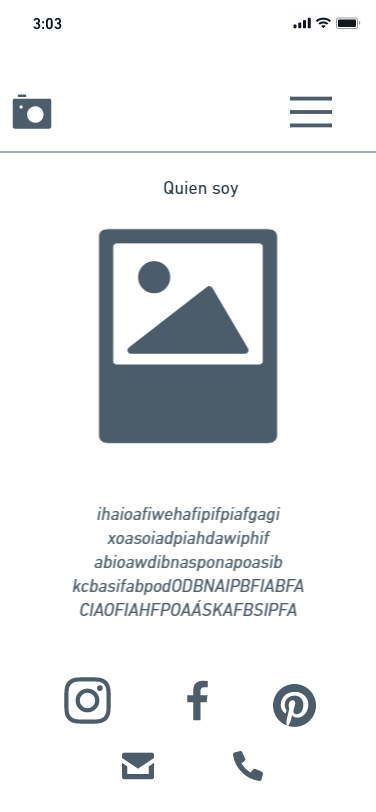 3:03
Quien soy
ihaioafiwehafipifpiafgagi
xoasoiadpiahdawiphif
abioawdibnasponapoasib
kcbasifabpodODBNAIPBFIABFA
CIAOFIAHFPOAÁSKAFBSIPFA